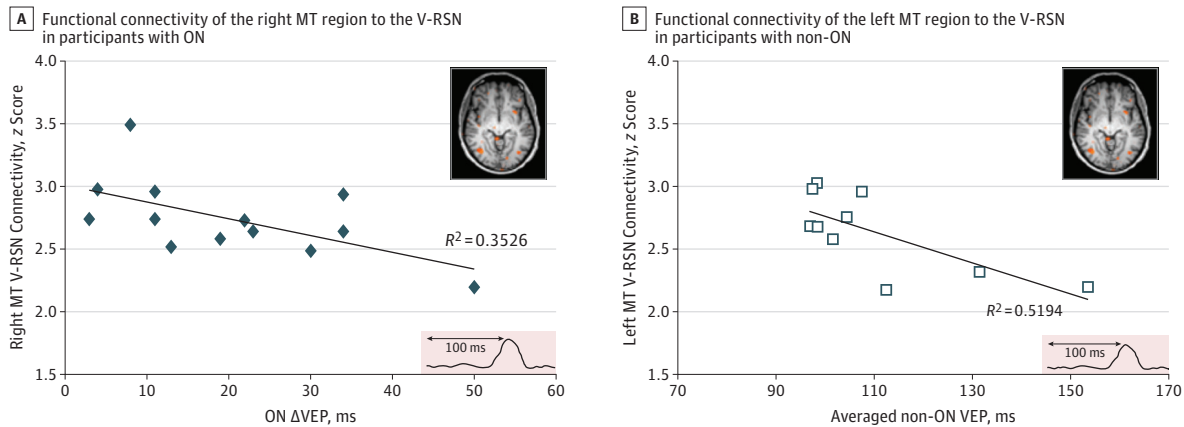 A Functional connectivity of the right MT region to the V-RSN
in participants with ON
4.0
3.5
3.0
2.5
2.0
1.5
Right MT V-RSN Connectivity, z Score
R² = 0.3526
100 ms
0 10 20 30 40 50 60
ON ΔVEP, ms
B Functional connectivity of the left MT region to the V-RSN
in participants with non-ON
4.0
3.5
3.0
2.5
2.0
1.5
Left MT V-RSN Connectivity, z Score
R² = 0.5194
100 ms
70 90 110 130 150 170
Averaged non-ON VEP, ms